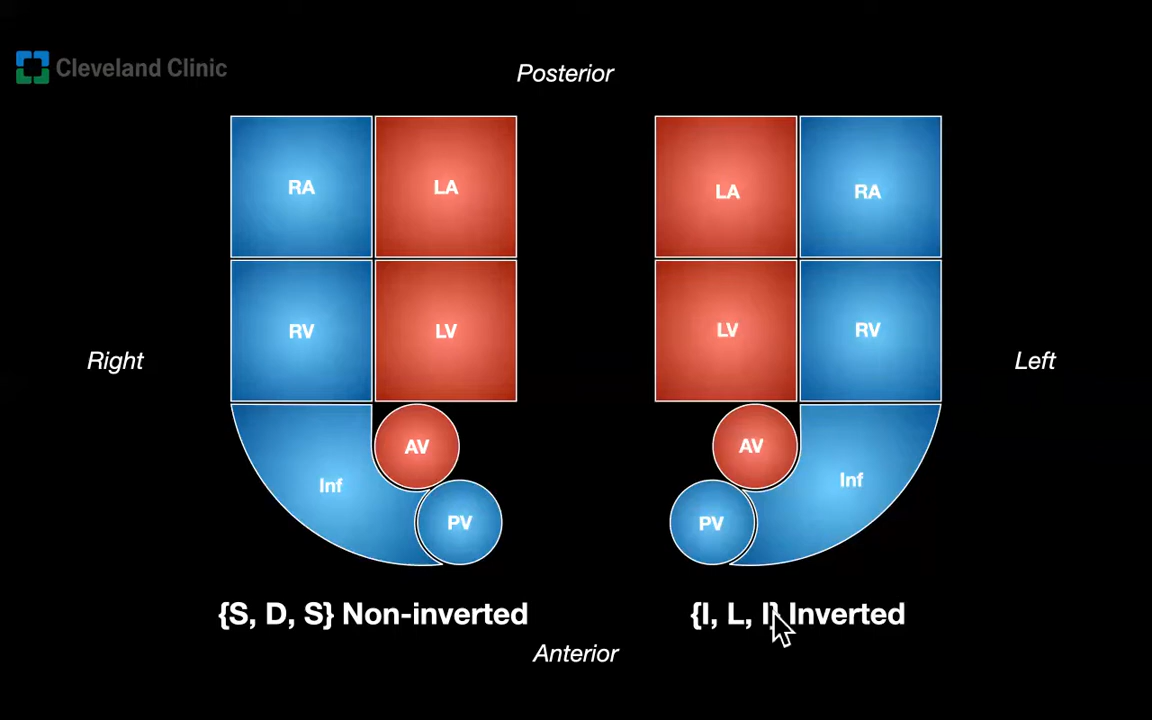 Cleveland Clinic
Posterior
RA LA LA RA
RV LV LV RV
Right
Left
AV AV
Inf Inf
PV PV
{S, D, S} Non-inverted
{I, L, I} Inverted
Anterior